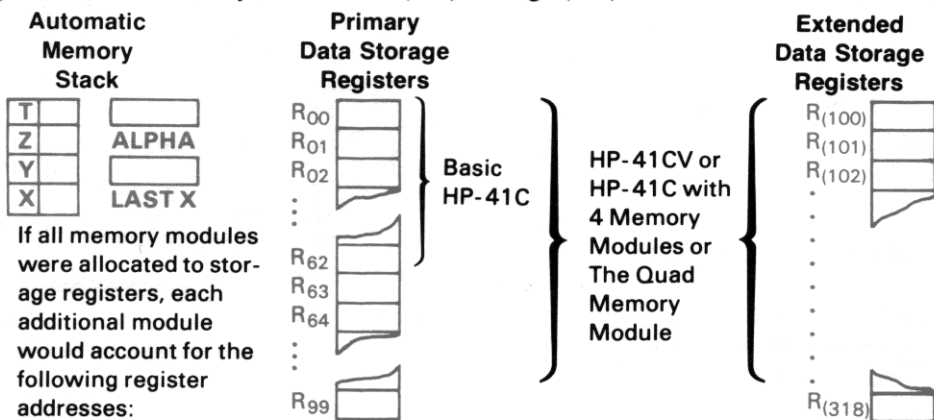 Automatic
Memory
Stack
T
Z
Y
X
ALPHA
LAST X
If all memory modules
were allocated to stor-
age registers, each
additional module
would account for the
following register
addresses:
Primary
Data Storage
Registers
R00
R01
R02
R62
R63
R64
R99
Basic
HP-41C
HP-41CV or
HP-41C with
4 Memory
Modules or
The Quad
Memory
Module
Extended
Data Storage
Registers
R(100)
R(101)
R(102)
R(318)